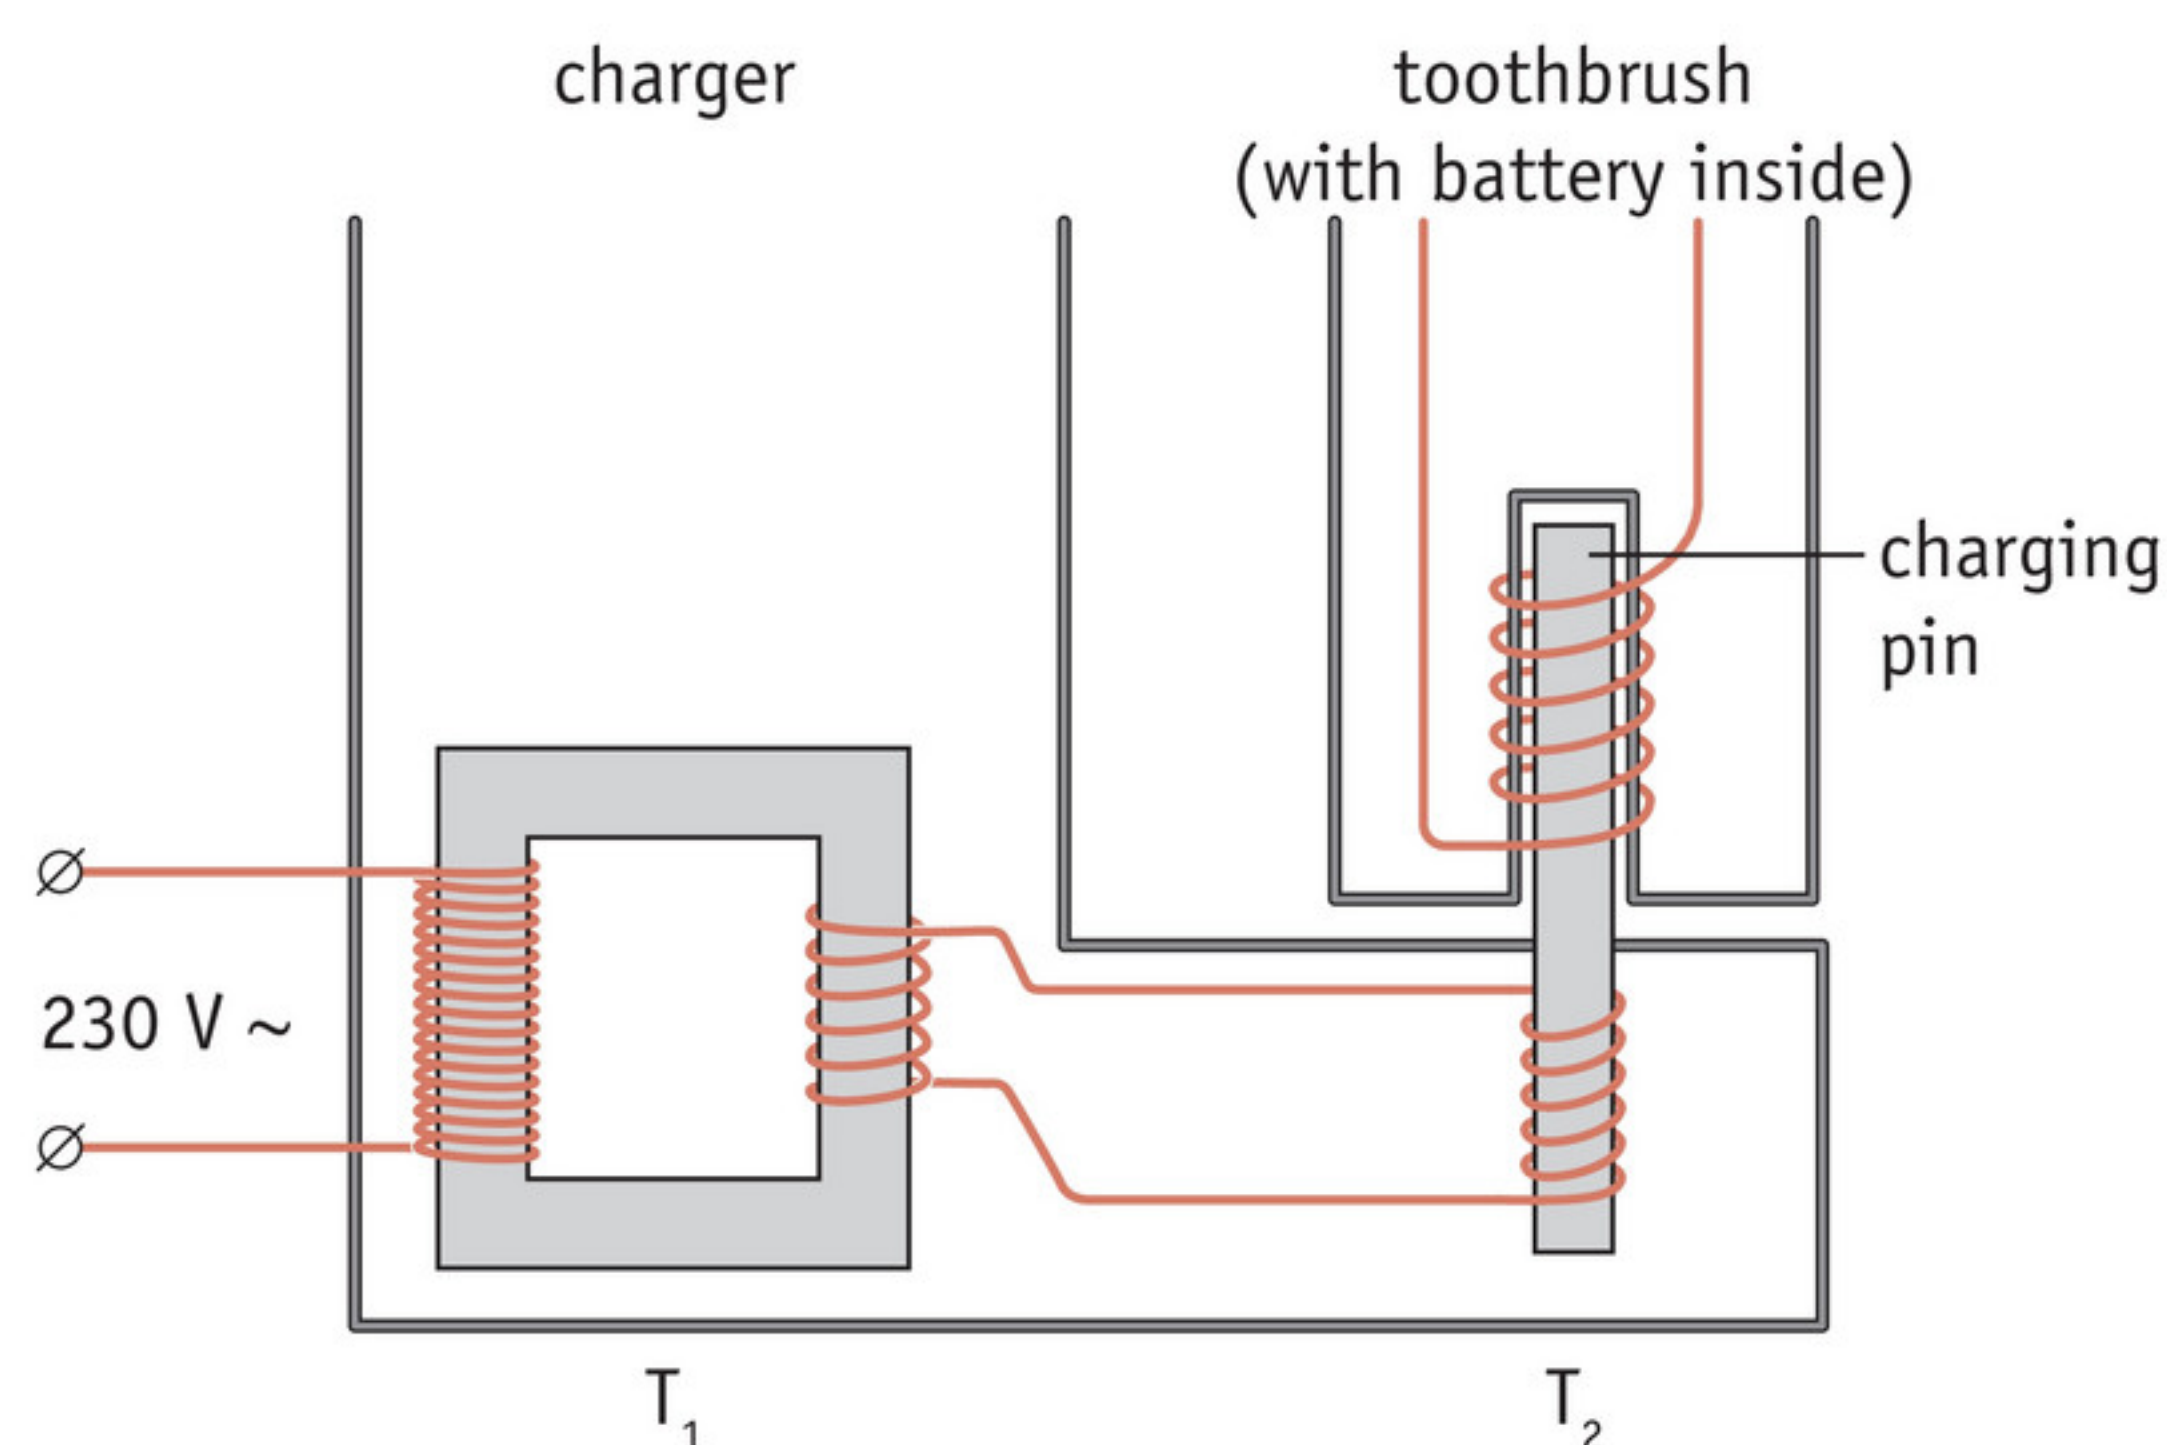 charger
toothbrush
(with battery inside)
charging
pin
230 V ~
T1
T2